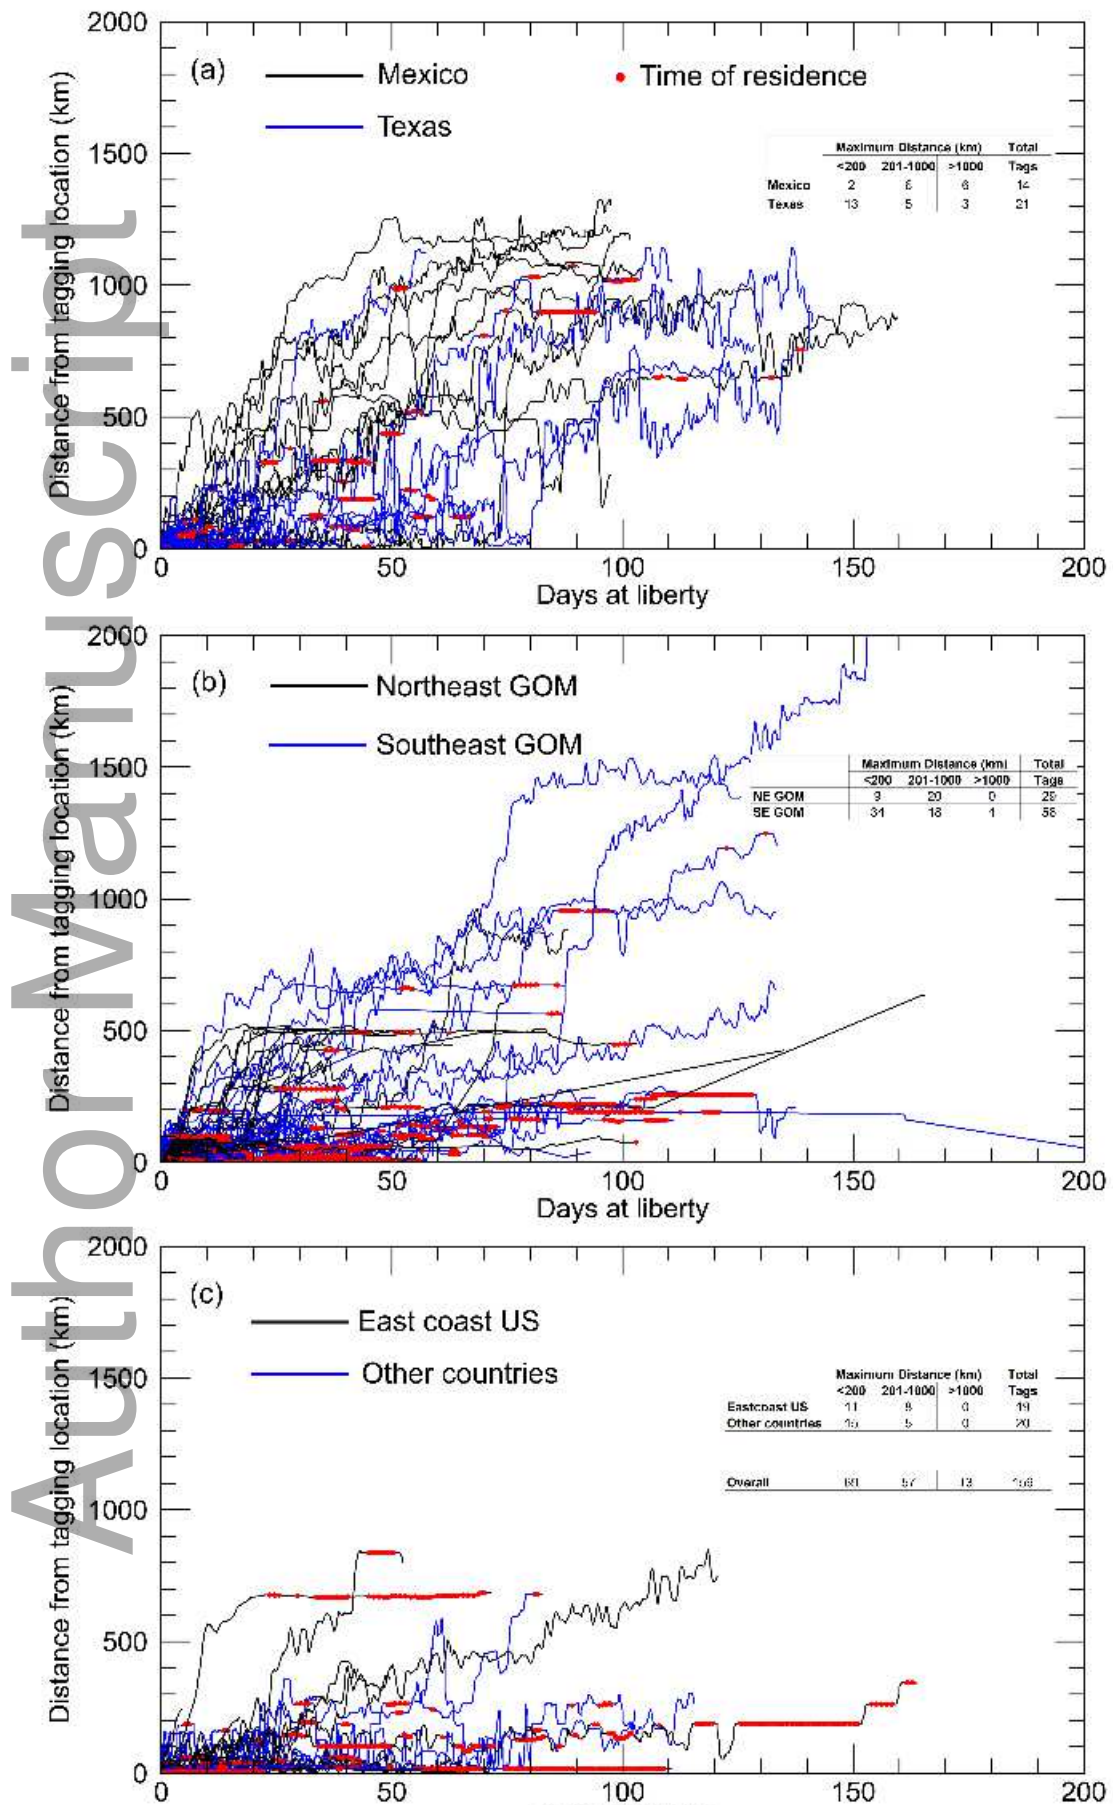 Author Manuscript
2000
(a) Mexico Time of residence
Texas
1500
1000
500
0
Distance from tagging location (km)
Maximum Distance (km) Total
<200 201-1000 >1000 Tags
Mexico 2 6 6 14
Texas 13 5 3 21
0 50 100 150 200
Days at liberty
2000
(b) Northeast GOM
Southeast GOM
1500
1000
500
0
Distance from tagging location (km)
Maximum Distance (km) Total
<200 201-1000 >1000 Tags
NE GOM 9 20 0 29
SE GOM 34 18 4
0 50 100 150 200
Days at liberty
2000
(c) East coast US
Other countries
1500
1000
500
0
Distance from tagging location (km)
Maximum Distance (km) Total
<200 201-1000 >1000 Tags
Eastcoast US 11 8 0 19
Other countries 15 5 0 20
Overall 57 13
0 50 100 150 200